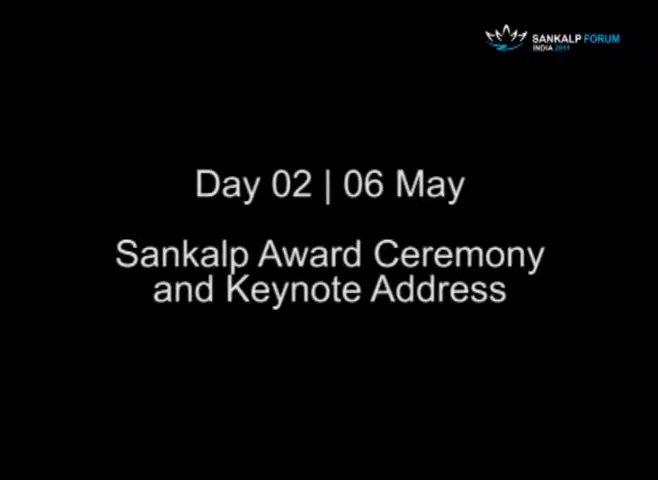 SANKALP FORUM
INDIA 2011
Day 02 | 06 May
Sankalp Award Ceremony
and Keynote Address